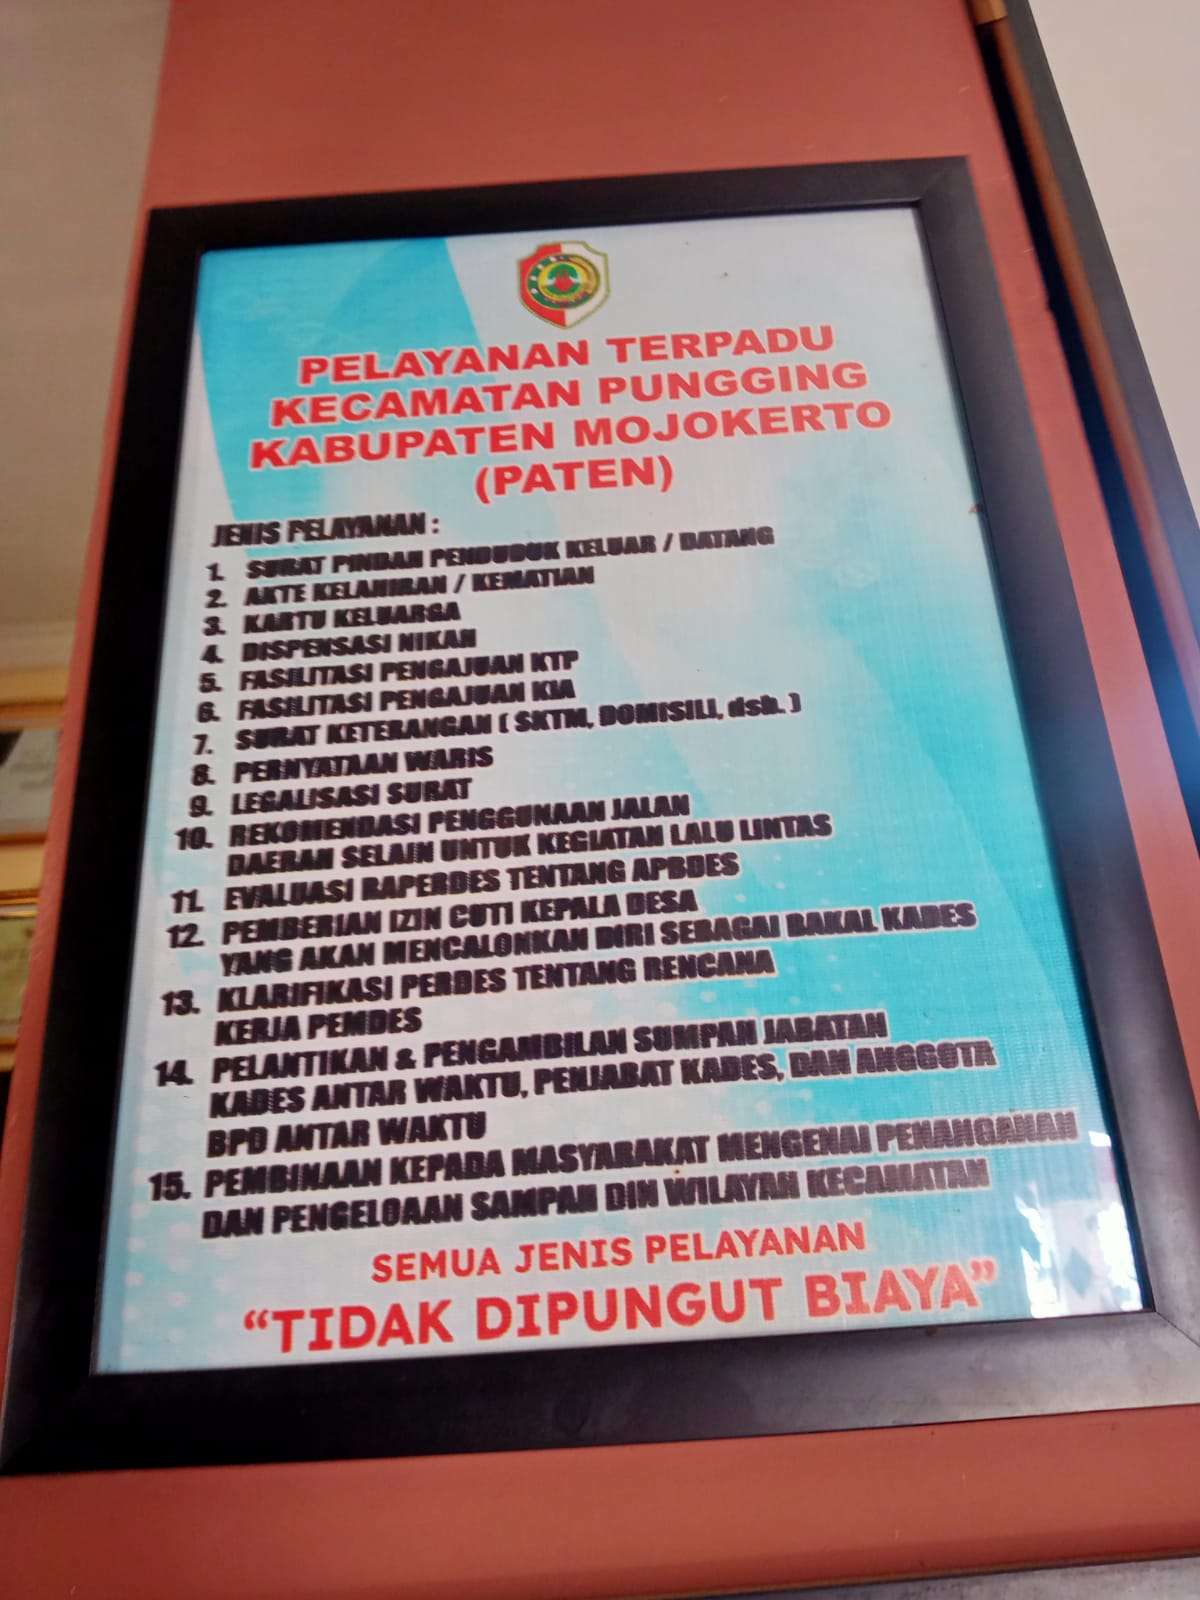 PELAYANAN TERPADU
KECAMATAN PUNGGING
KABUPATEN MOJOKERTO
(PATEN)
JENIS PELAYANAN :
1. SURAT PINDAH PENDUDUK KELUAR / DATANG
2. AKTE KELAHIRAN / KEMATIAN
3. KARTU KELUARGA
4. DISPENSASI NIKAH
5. FASILITASI PENGAJUAN KTP
6. FASILITASI PENGAJUAN KIA
7. SURAT KETERANGAN ( SKTM, DOMISILI, dsb. )
8. PERNYATAAN WARIS
9. LEGALISASI SURAT
10. REKOMENDASI PENGGUNAAN JALAN
DAERAH SELAIN UNTUK KEGIATAN LALU LINTAS
11. EVALUASI RAPERDES TENTANG APBDES
12. PEMBERIAN IZIN CUTI KEPALA DESA
YANG AKAN MENCALONKAN DIRI SEBAGAI BAKAL KADES
13. KLARIFIKASI PERDES TENTANG RENCANA
KERJA PEMDES
14. PELANTIKAN & PENGAMBILAN SUMPAH JABATAN
KADES ANTAR WAKTU, PENJABAT KADES, DAN ANGGOTA
BPD ANTAR WAKTU
15. PEMBINAAN KEPADA MASYARAKAT MENGENAI PENANGANAN
DAN PENGELOAAN SAMPAH DIH WILAYAH KECAMATAN
SEMUA JENIS PELAYANAN
"TIDAK DIPUNGUT BIAYA"